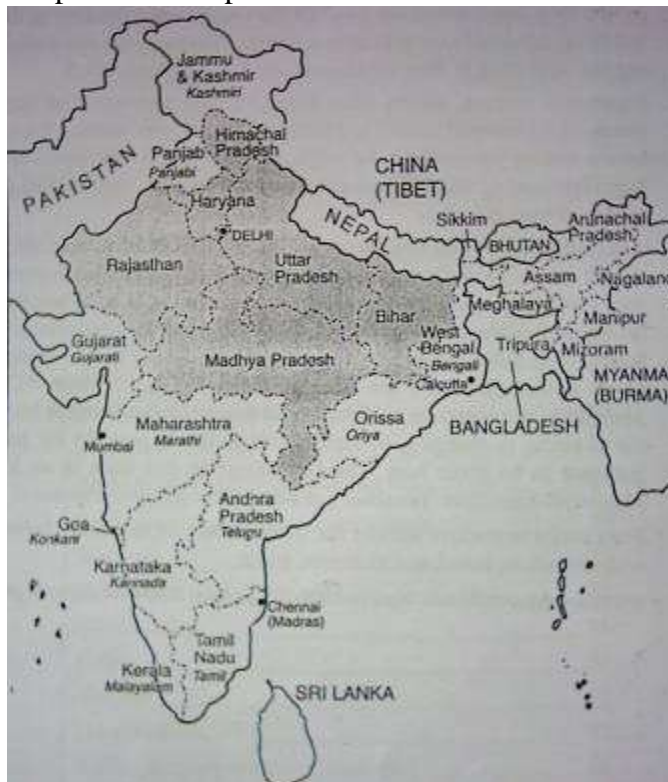 Jammu
& Kashmir
Kashmiri
Himachal
Pradesh
Panjab
Panjabi
PAKISTAN
Haryana
DELHI
CHINA
(TIBET)
NEPAL
Sikkim
BHUTAN
Arunachal
Pradesh
Rajasthan
Uttar
Pradesh
Assam
Nagaland
Bihar
Meghalaya
Manipur
Gujarat
Gujarati
Madhya Pradesh
West
Bengal
Bengali
Calcutta
Tripura
Mizoram
MYANMA
(BURMA)
Maharashtra
Marathi
Mumbai
Orissa
Oriya
BANGLADESH
Andhra
Pradesh
Telugu
Goa
Konkani
Karnataka
Kannada
Chennai
(Madras)
Tamil
Nadu
Tamil
Kerala
Malayalam
SRI LANKA